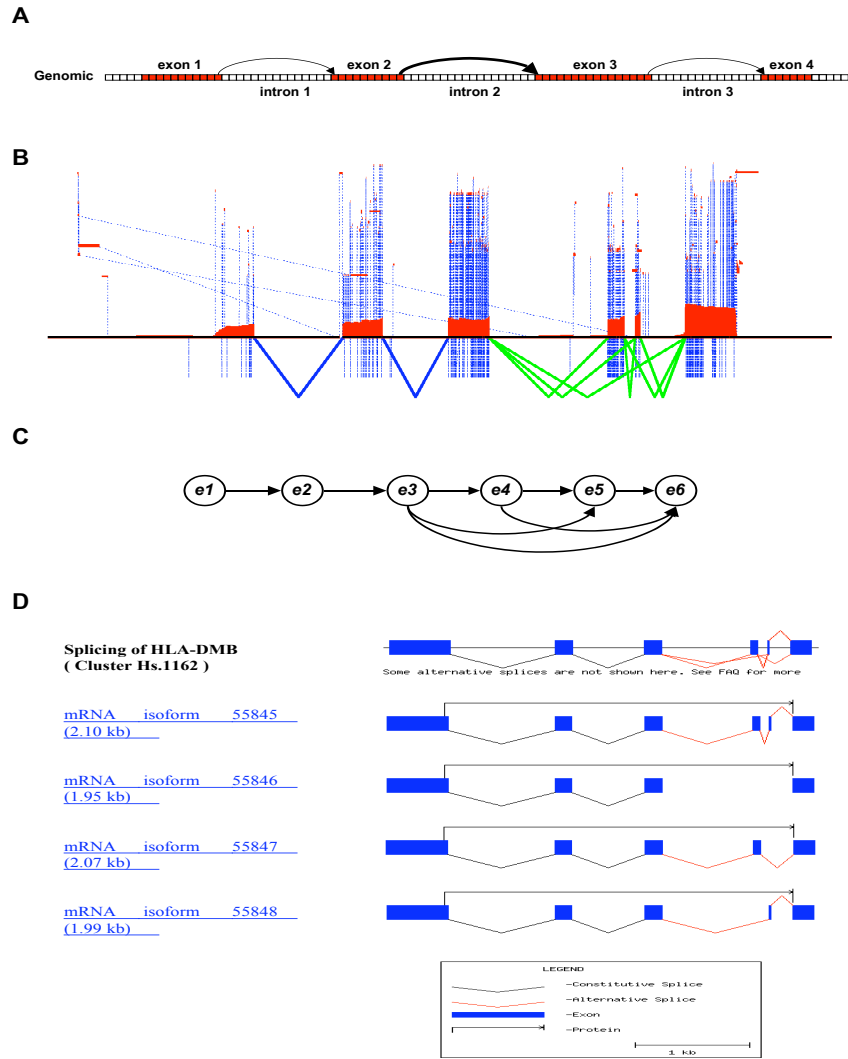 A
exon 1
exon 2
exon 3
exon 4
Genomic
intron 1
intron 2
intron 3
B
C
e1
e2
e3
e4
e5
e6
D
Splicing of HLA-DMB
( Cluster Hs.1162 )
Some alternative splices are not shown here. See FAQ for more
mRNA isoform 55845
(2.10 kb)
mRNA isoform 55846
(1.95 kb)
mRNA isoform 55847
(2.07 kb)
mRNA isoform 55848
(1.99 kb)
LEGEND
-Constitutive Splice
-Alternative Splice
-Exon
-Protein
1 kb